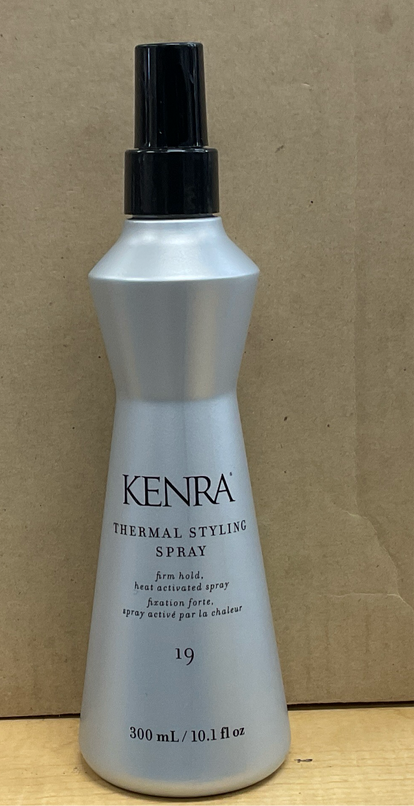 KENRA®
THERMAL STYLING
SPRAY
firm hold,
heat activated spray
fixation forte,
spray activé par la chaleur
19
300 mL / 10.1 fl oz